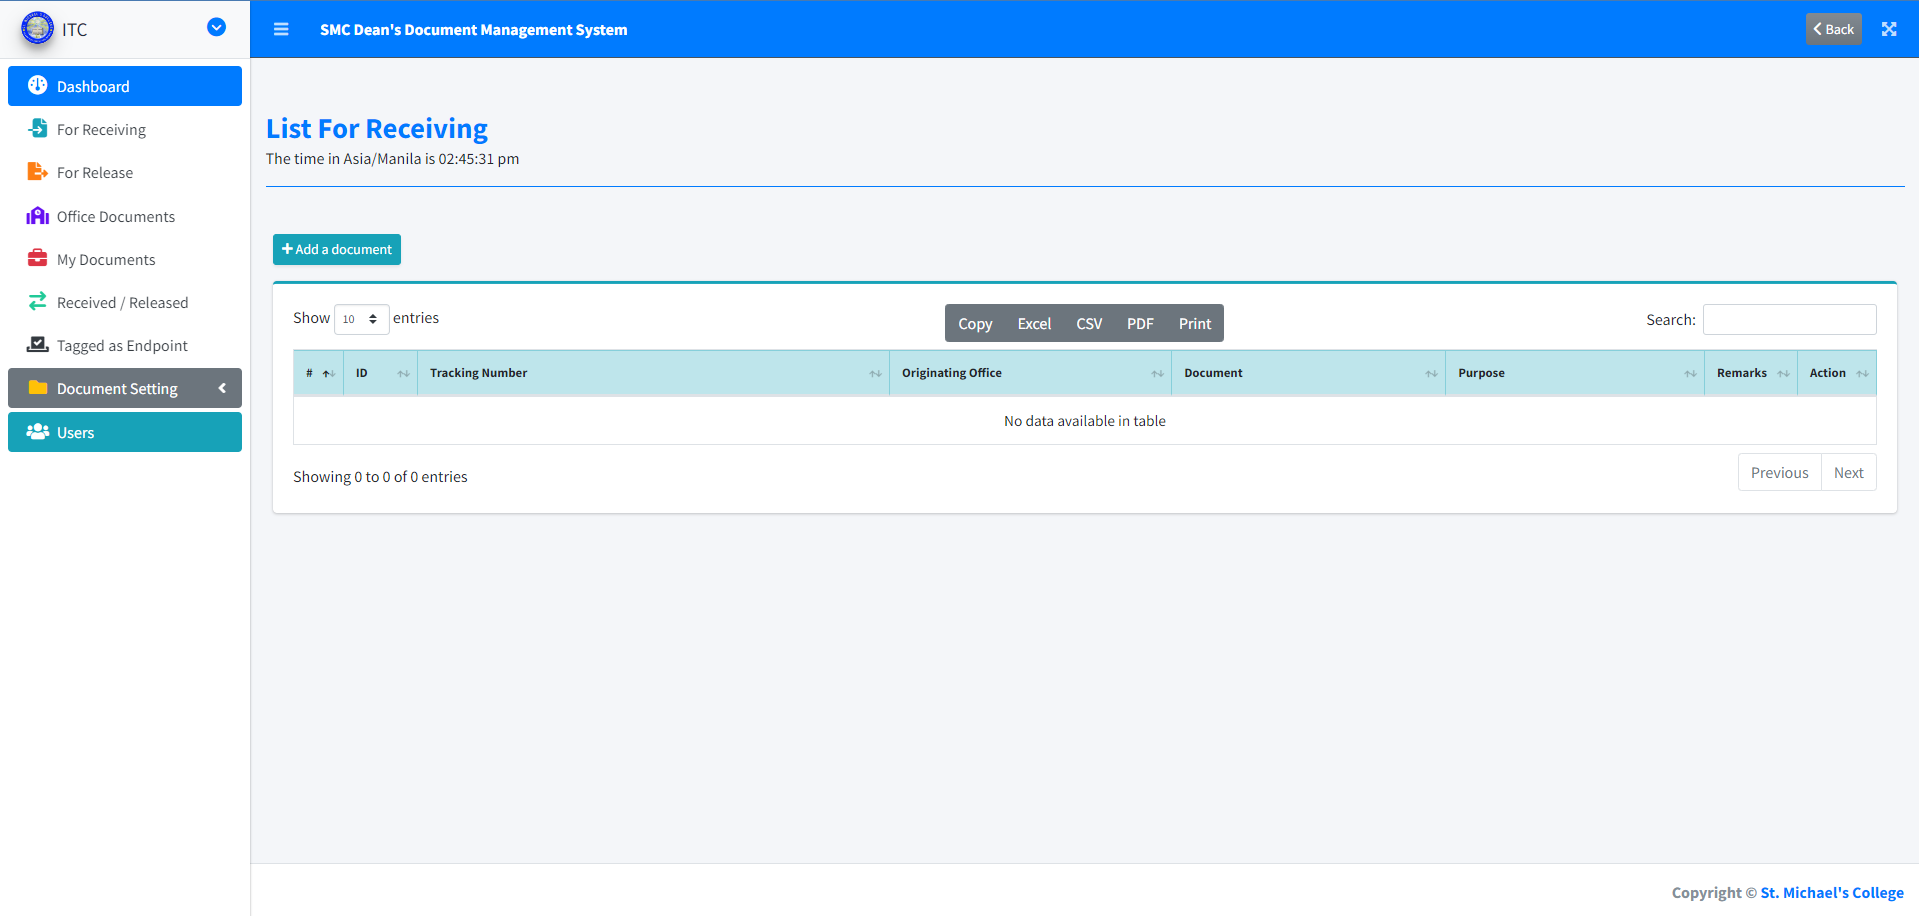 ITC
SMC Dean's Document Management System
Back
Dashboard
For Receiving
For Release
Office Documents
My Documents
Received / Released
Tagged as Endpoint
Document Setting
Users
List For Receiving
The time in Asia/Manila is 02:45:31 pm
Add a document
Show 10 entries
Copy Excel CSV PDF Print
Search:
# ID Tracking Number Originating Office Document Purpose Remarks Action
No data available in table
Showing 0 to 0 of 0 entries
Previous Next
Copyright © St. Michael's College